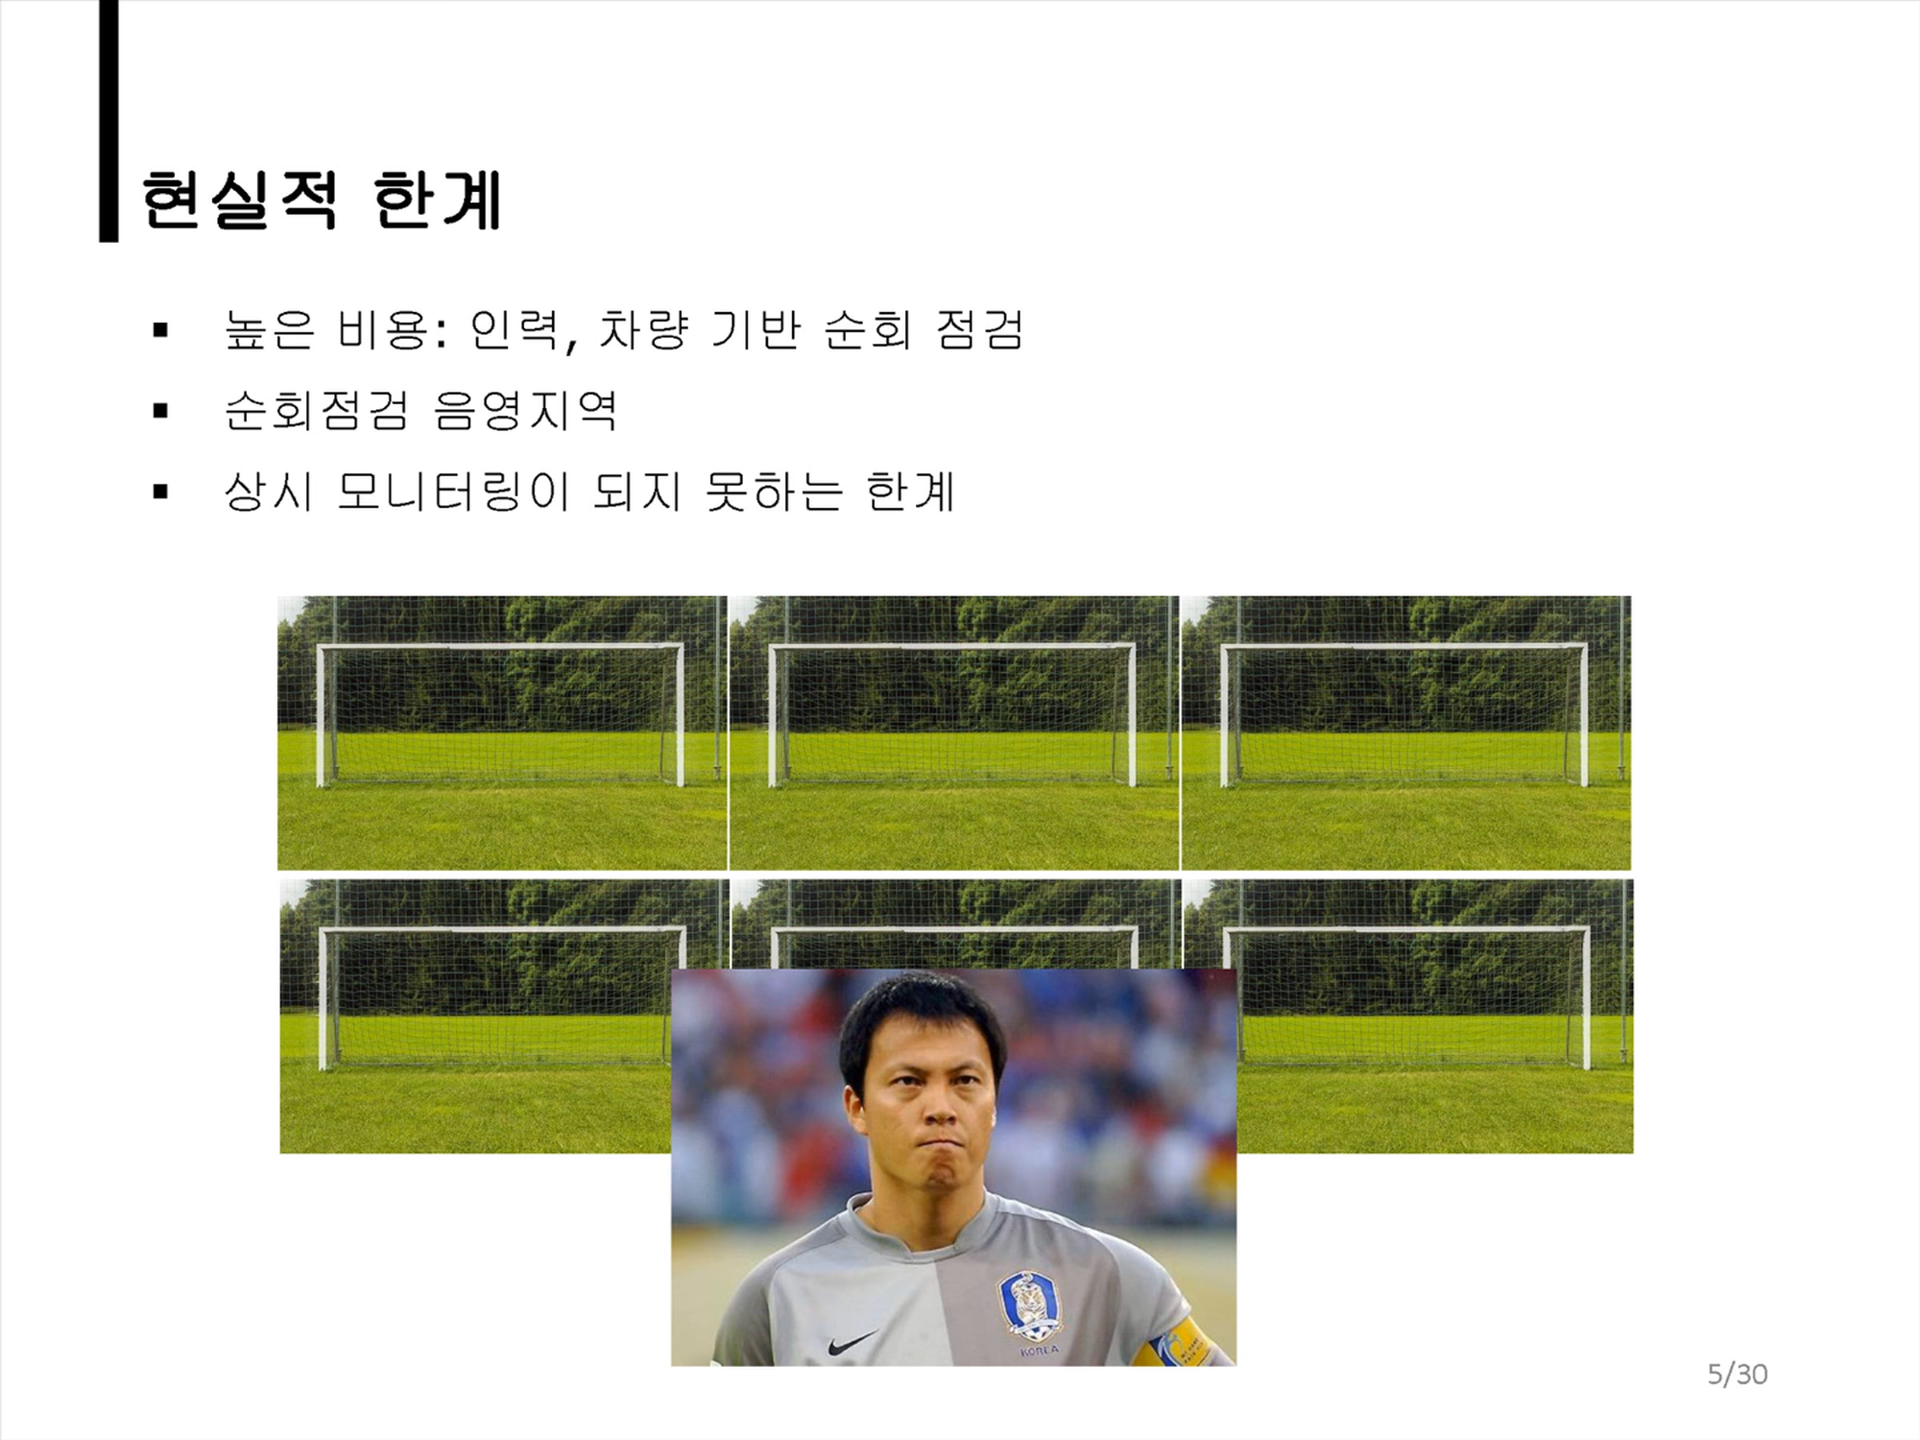 현실적 한계
▪ 높은 비용: 인력, 차량 기반 순회 점검
▪ 순회점검 음영지역
▪ 상시 모니터링이 되지 못하는 한계
KOREA
5/30